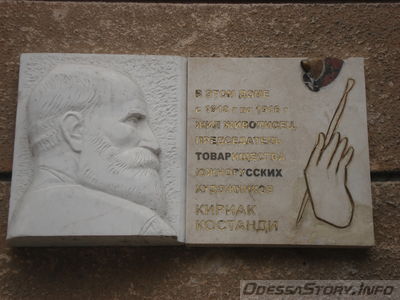 В ЭТОМ ДОМЕ
ЖИЛ ЖИВОПИСЕЦ
ПРЕДСЕДАТЕЛЬ
ТОВАРИЩЕСТВА
ЮЖНОРУССКИХ
ХУДОЖНИКОВ
КИРИАК
КОСТАНДИ
OdessaStory.Info